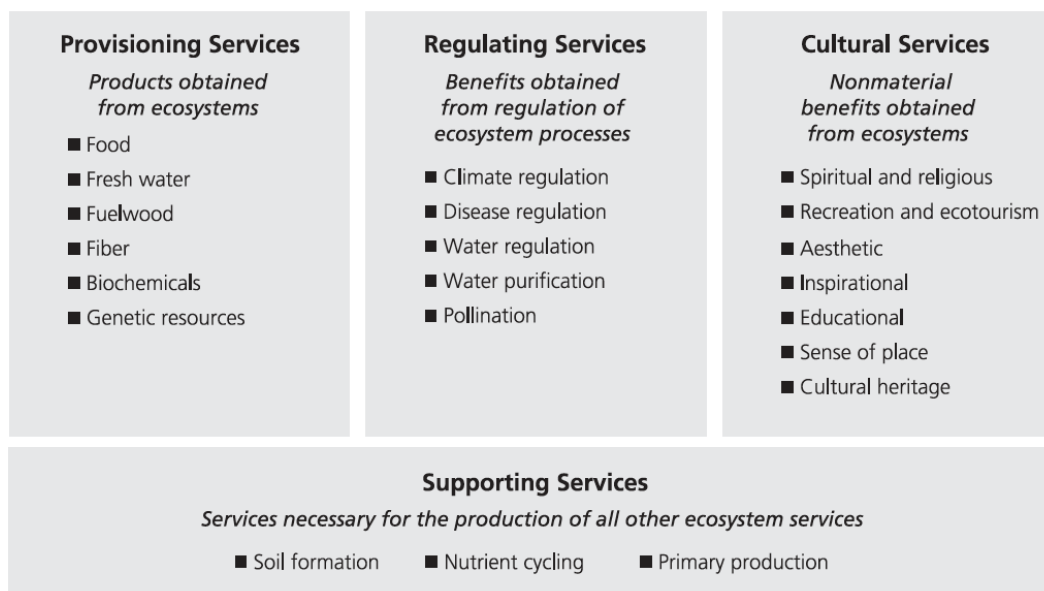 Provisioning Services
Products obtained
from ecosystems
■ Food
■ Fresh water
■ Fuelwood
■ Fiber
■ Biochemicals
■ Genetic resources
Regulating Services
Benefits obtained
from regulation of
ecosystem processes
■ Climate regulation
■ Disease regulation
■ Water regulation
■ Water purification
■ Pollination
Cultural Services
Nonmaterial
benefits obtained
from ecosystems
■ Spiritual and religious
■ Recreation and ecotourism
■ Aesthetic
■ Inspirational
■ Educational
■ Sense of place
■ Cultural heritage
Supporting Services
Services necessary for the production of all other ecosystem services
■ Soil formation ■ Nutrient cycling ■ Primary production